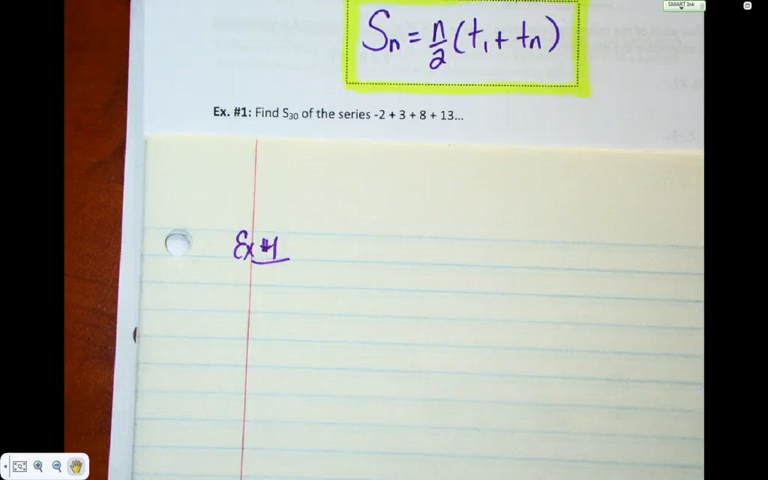 SMART Ink
Sn = n/2 (t1 + tn)
Ex. #1: Find S30 of the series -2 + 3 + 8 + 13...
Ex #1